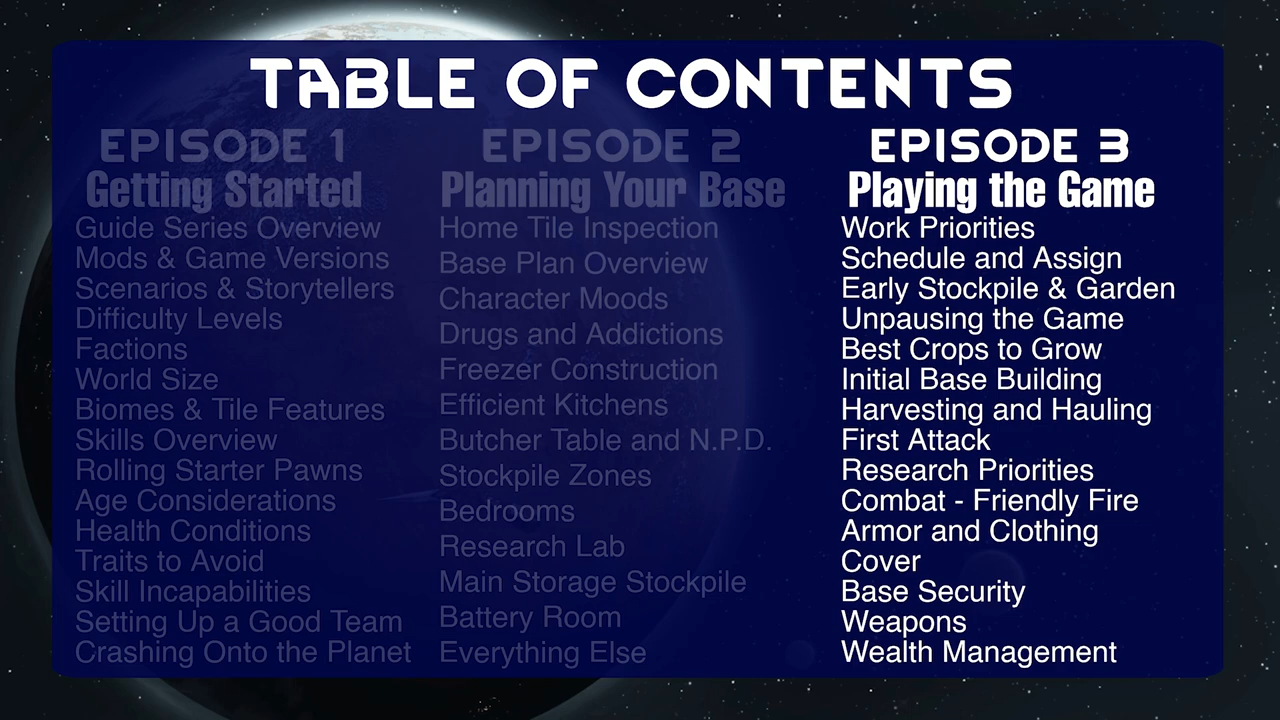 TABLE OF CONTENTS
EPISODE 1
Getting Started
Guide Series Overview
Mods & Game Versions
Scenarios & Storytellers
Difficulty Levels
Factions
World Size
Biomes & Tile Features
Skills Overview
Rolling Starter Pawns
Age Considerations
Health Conditions
Traits to Avoid
Skill Incapabilities
Setting Up a Good Team
Crashing Onto the Planet
EPISODE 2
Planning Your Base
Home Tile Inspection
Base Plan Overview
Character Moods
Drugs and Addictions
Freezer Construction
Efficient Kitchens
Butcher Table and N.P.D.
Stockpile Zones
Bedrooms
Research Lab
Main Storage Stockpile
Battery Room
Everything Else
EPISODE 3
Playing the Game
Work Priorities
Schedule and Assign
Early Stockpile & Garden
Unpausing the Game
Best Crops to Grow
Initial Base Building
Harvesting and Hauling
First Attack
Research Priorities
Combat - Friendly Fire
Armor and Clothing
Cover
Base Security
Weapons
Wealth Management